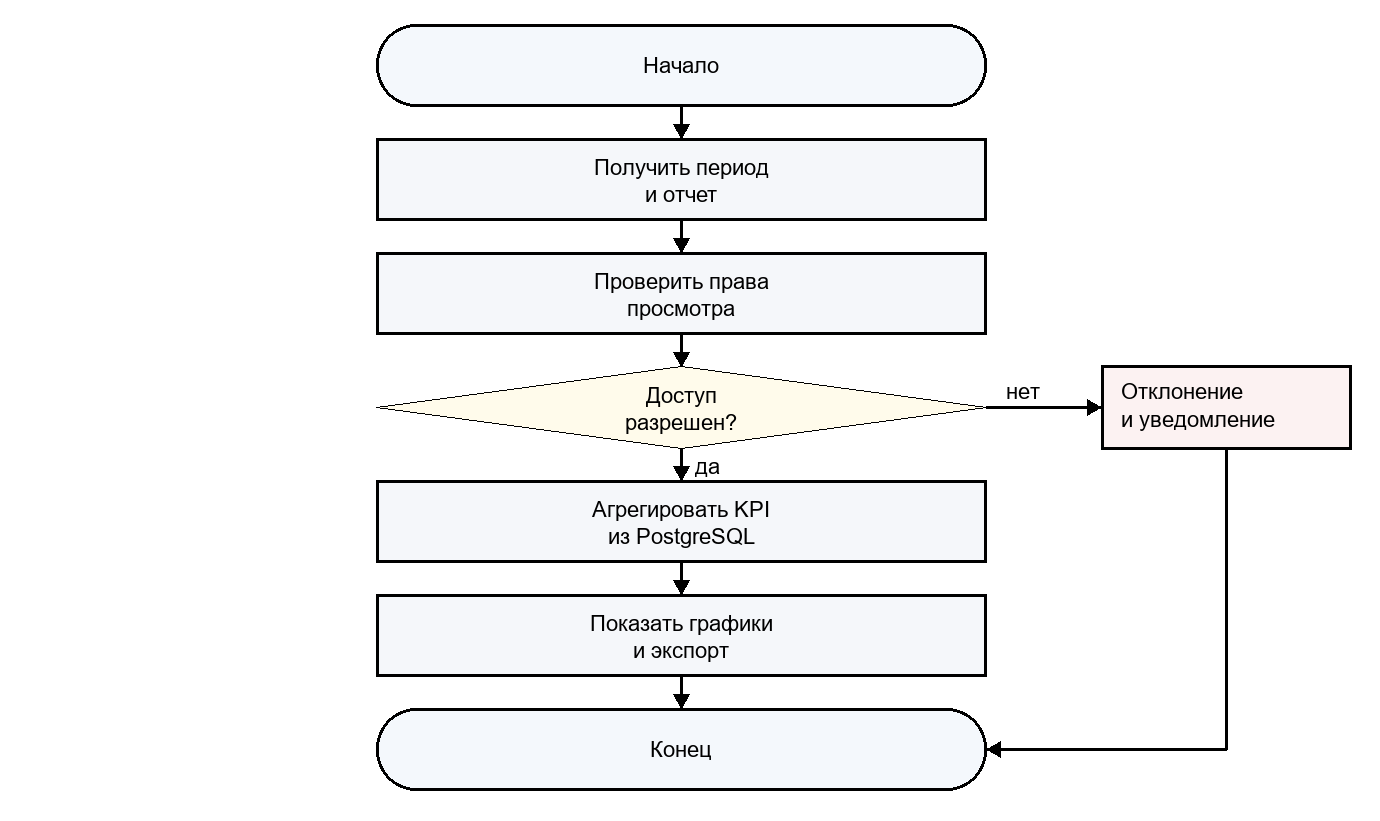 Начало
Получить период
и отчет
Проверить права
просмотра
Доступ
разрешен?
нет
Отклонение
и уведомление
да
Агрегировать KPI
из PostgreSQL
Показать графики
и экспорт
Конец